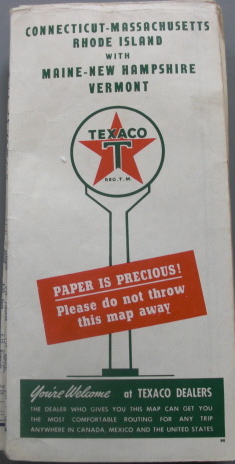 CONNECTICUT-MASSACHUSETTS
RHODE ISLAND
WITH
MAINE-NEW HAMPSHIRE
VERMONT
TEXACO
T
REG. T. M.
PAPER IS PRECIOUS!
Please do not throw
this map away
You're Welcome at TEXACO DEALERS
THE DEALER WHO GIVES YOU THIS MAP CAN GET YOU
THE MOST COMFORTABLE ROUTING FOR ANY TRIP
ANYWHERE IN CANADA, MEXICO AND THE UNITED STATES